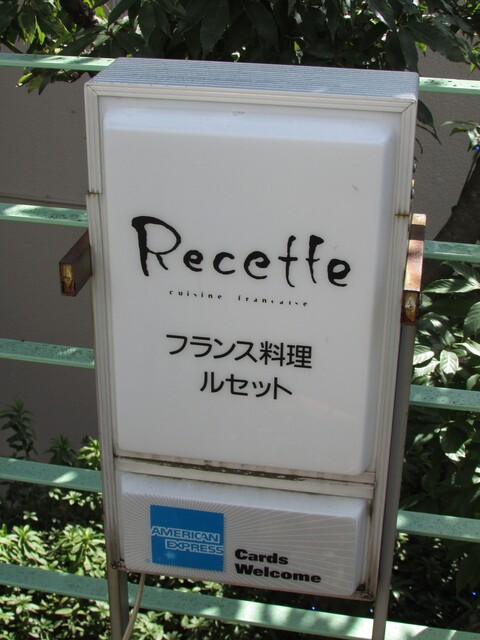 Recette
cuisine française
フランス料理
ルセット
AMERICAN
EXPRESS
Cards
Welcome